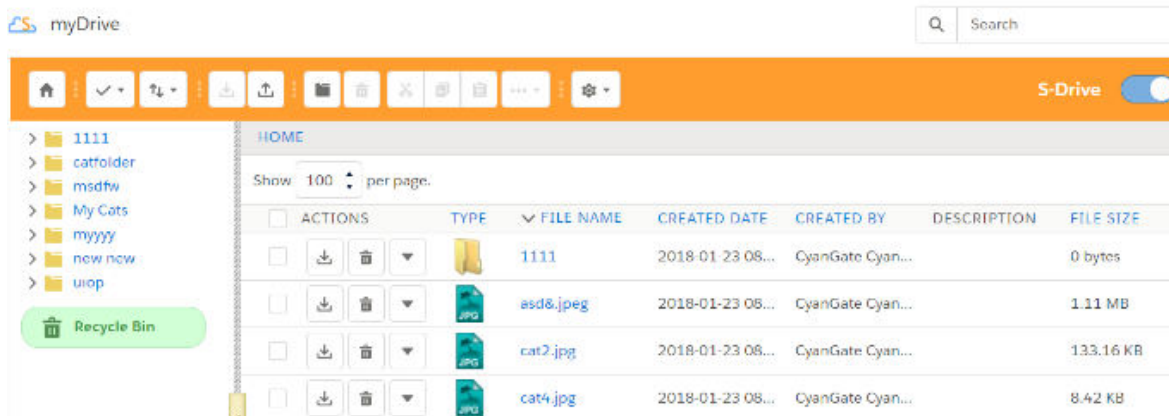 myDrive
Search
S-Drive
1111
catfolder
msdfw
My Cats
myyyy
new new
uiop
Recycle Bin
HOME
Show 100 per page.
ACTIONS TYPE FILE NAME CREATED DATE CREATED BY DESCRIPTION FILE SIZE
1111 2018-01-23 08... CyanGate Cyan... 0 bytes
JPG asd&.jpeg 2018-01-23 08... CyanGate Cyan... 1.11 MB
JPG cat2.jpg 2018-01-23 08... CyanGate Cyan... 133.16 KB
JPG cat4.jpg 2018-01-23 08... CyanGate Cyan... 8.42 KB